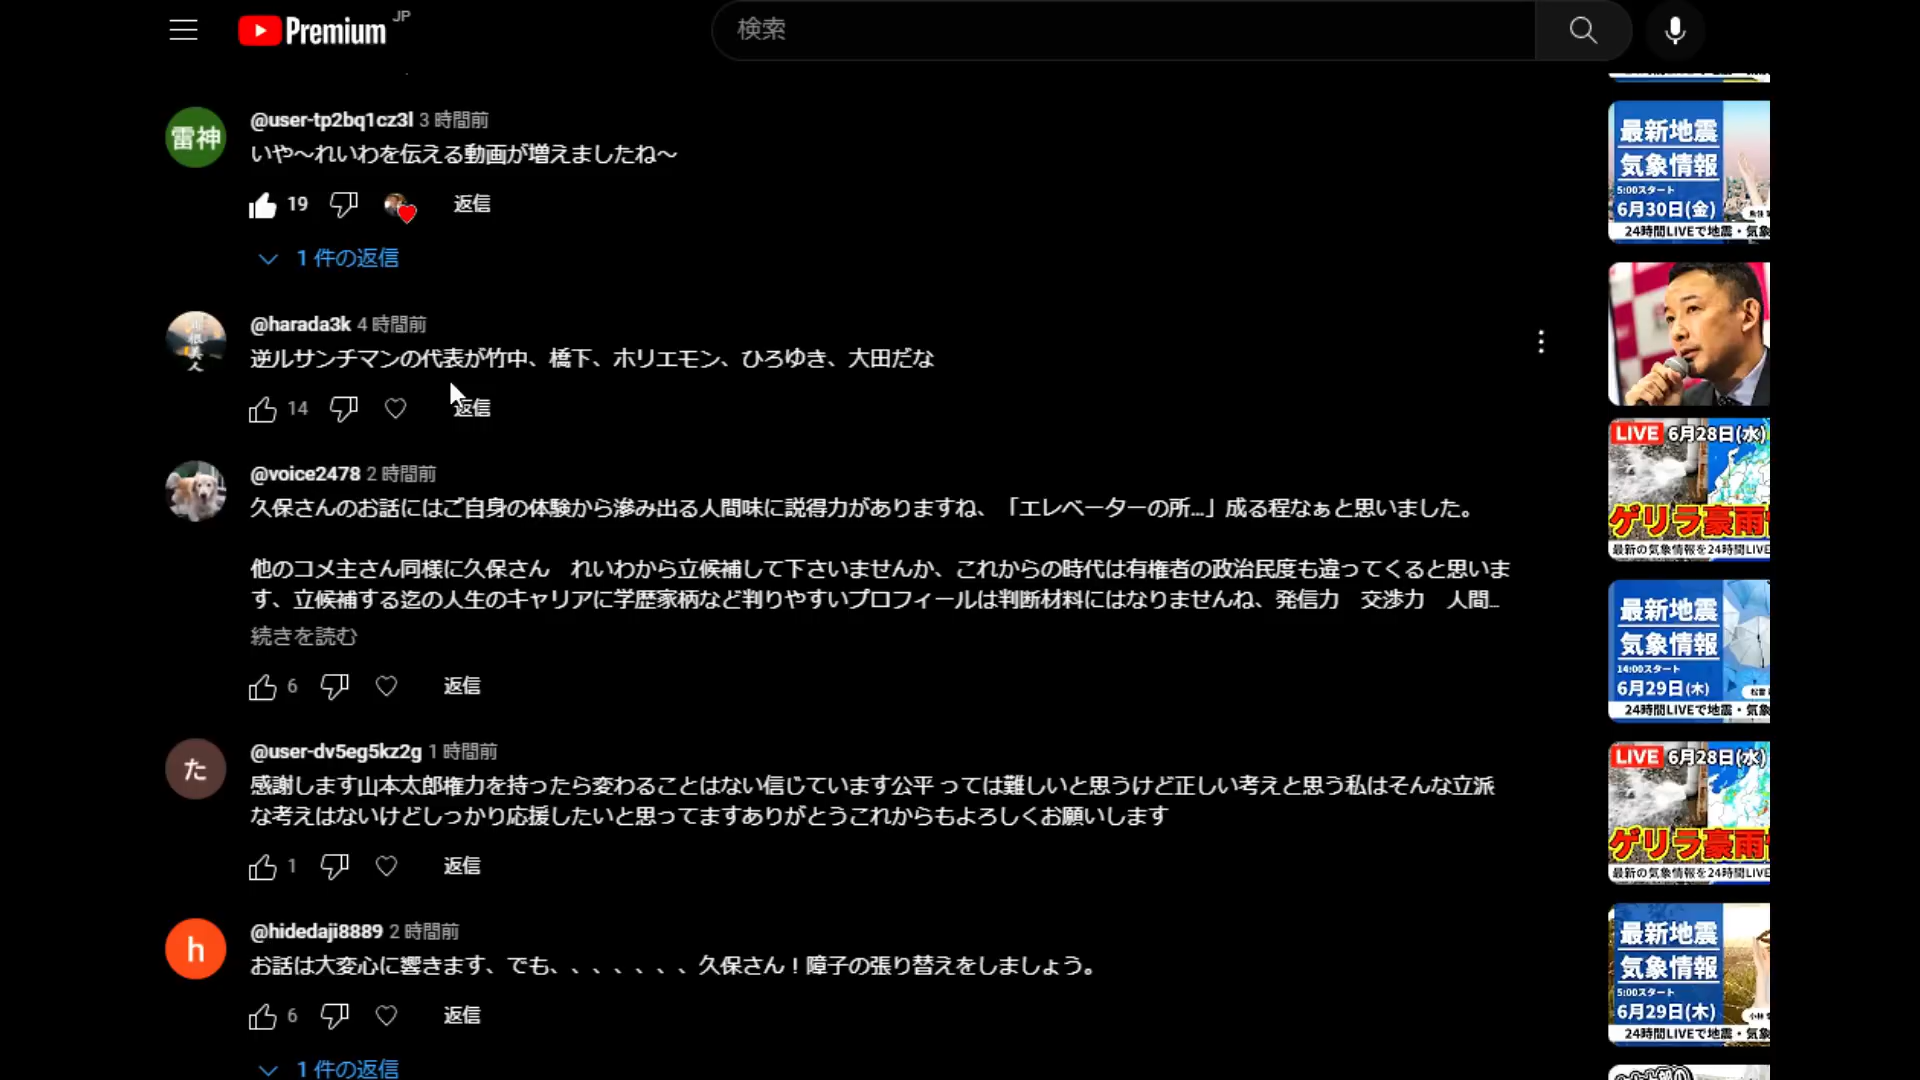 Premium JP
検索
雷神
@user-tp2bq1cz3l 3 時間前
いや～れいわを伝える動画が増えましたね～
19
返信
1 件の返信
@harada3k 4 時間前
逆ルサンチマンの代表が竹中、橋下、ホリエモン、ひろゆき、大田だな
14
返信
@voice2478 2 時間前
久保さんのお話にはご自身の体験から滲み出る人間味に説得力がありますね、「エレベーターの所...」成る程なぁと思いました。
他のコメ主さん同様に久保さん　れいわから立候補して下さいませんか、これからの時代は有権者の政治民度も違ってくると思いま
す、立候補する迄の人生のキャリアに学歴家柄など判りやすいプロフィールは判断材料にはなりませんね、発信力　交渉力　人間...
続きを読む
6
返信
た
@user-dv5eg5kz2g 1 時間前
感謝します山本太郎権力を持ったら変わることはない信じています公平 っては難しいと思うけど正しい考えと思う私はそんな立派
な考えはないけどしっかり応援したいと思ってますありがとうこれからもよろしくお願いします
1
返信
h
@hidedaji8889 2 時間前
お話は大変心に響きます、でも、、、、、、、久保さん！障子の張り替えをしましょう。
6
返信
1 件の返信
最新地震
気象情報
5:00スタート
6月30日(金)
24時間LIVEで地震・気象
LIVE 6月28日(水)
ゲリラ豪雨
最新の気象情報を24時間LIVE
最新地震
気象情報
14:00スタート
6月29日(木)
24時間LIVEで地震・気象
LIVE 6月28日(水)
ゲリラ豪雨
最新の気象情報を24時間LIVE
最新地震
気象情報
5:00スタート
6月29日(木)
24時間LIVEで地震・気象